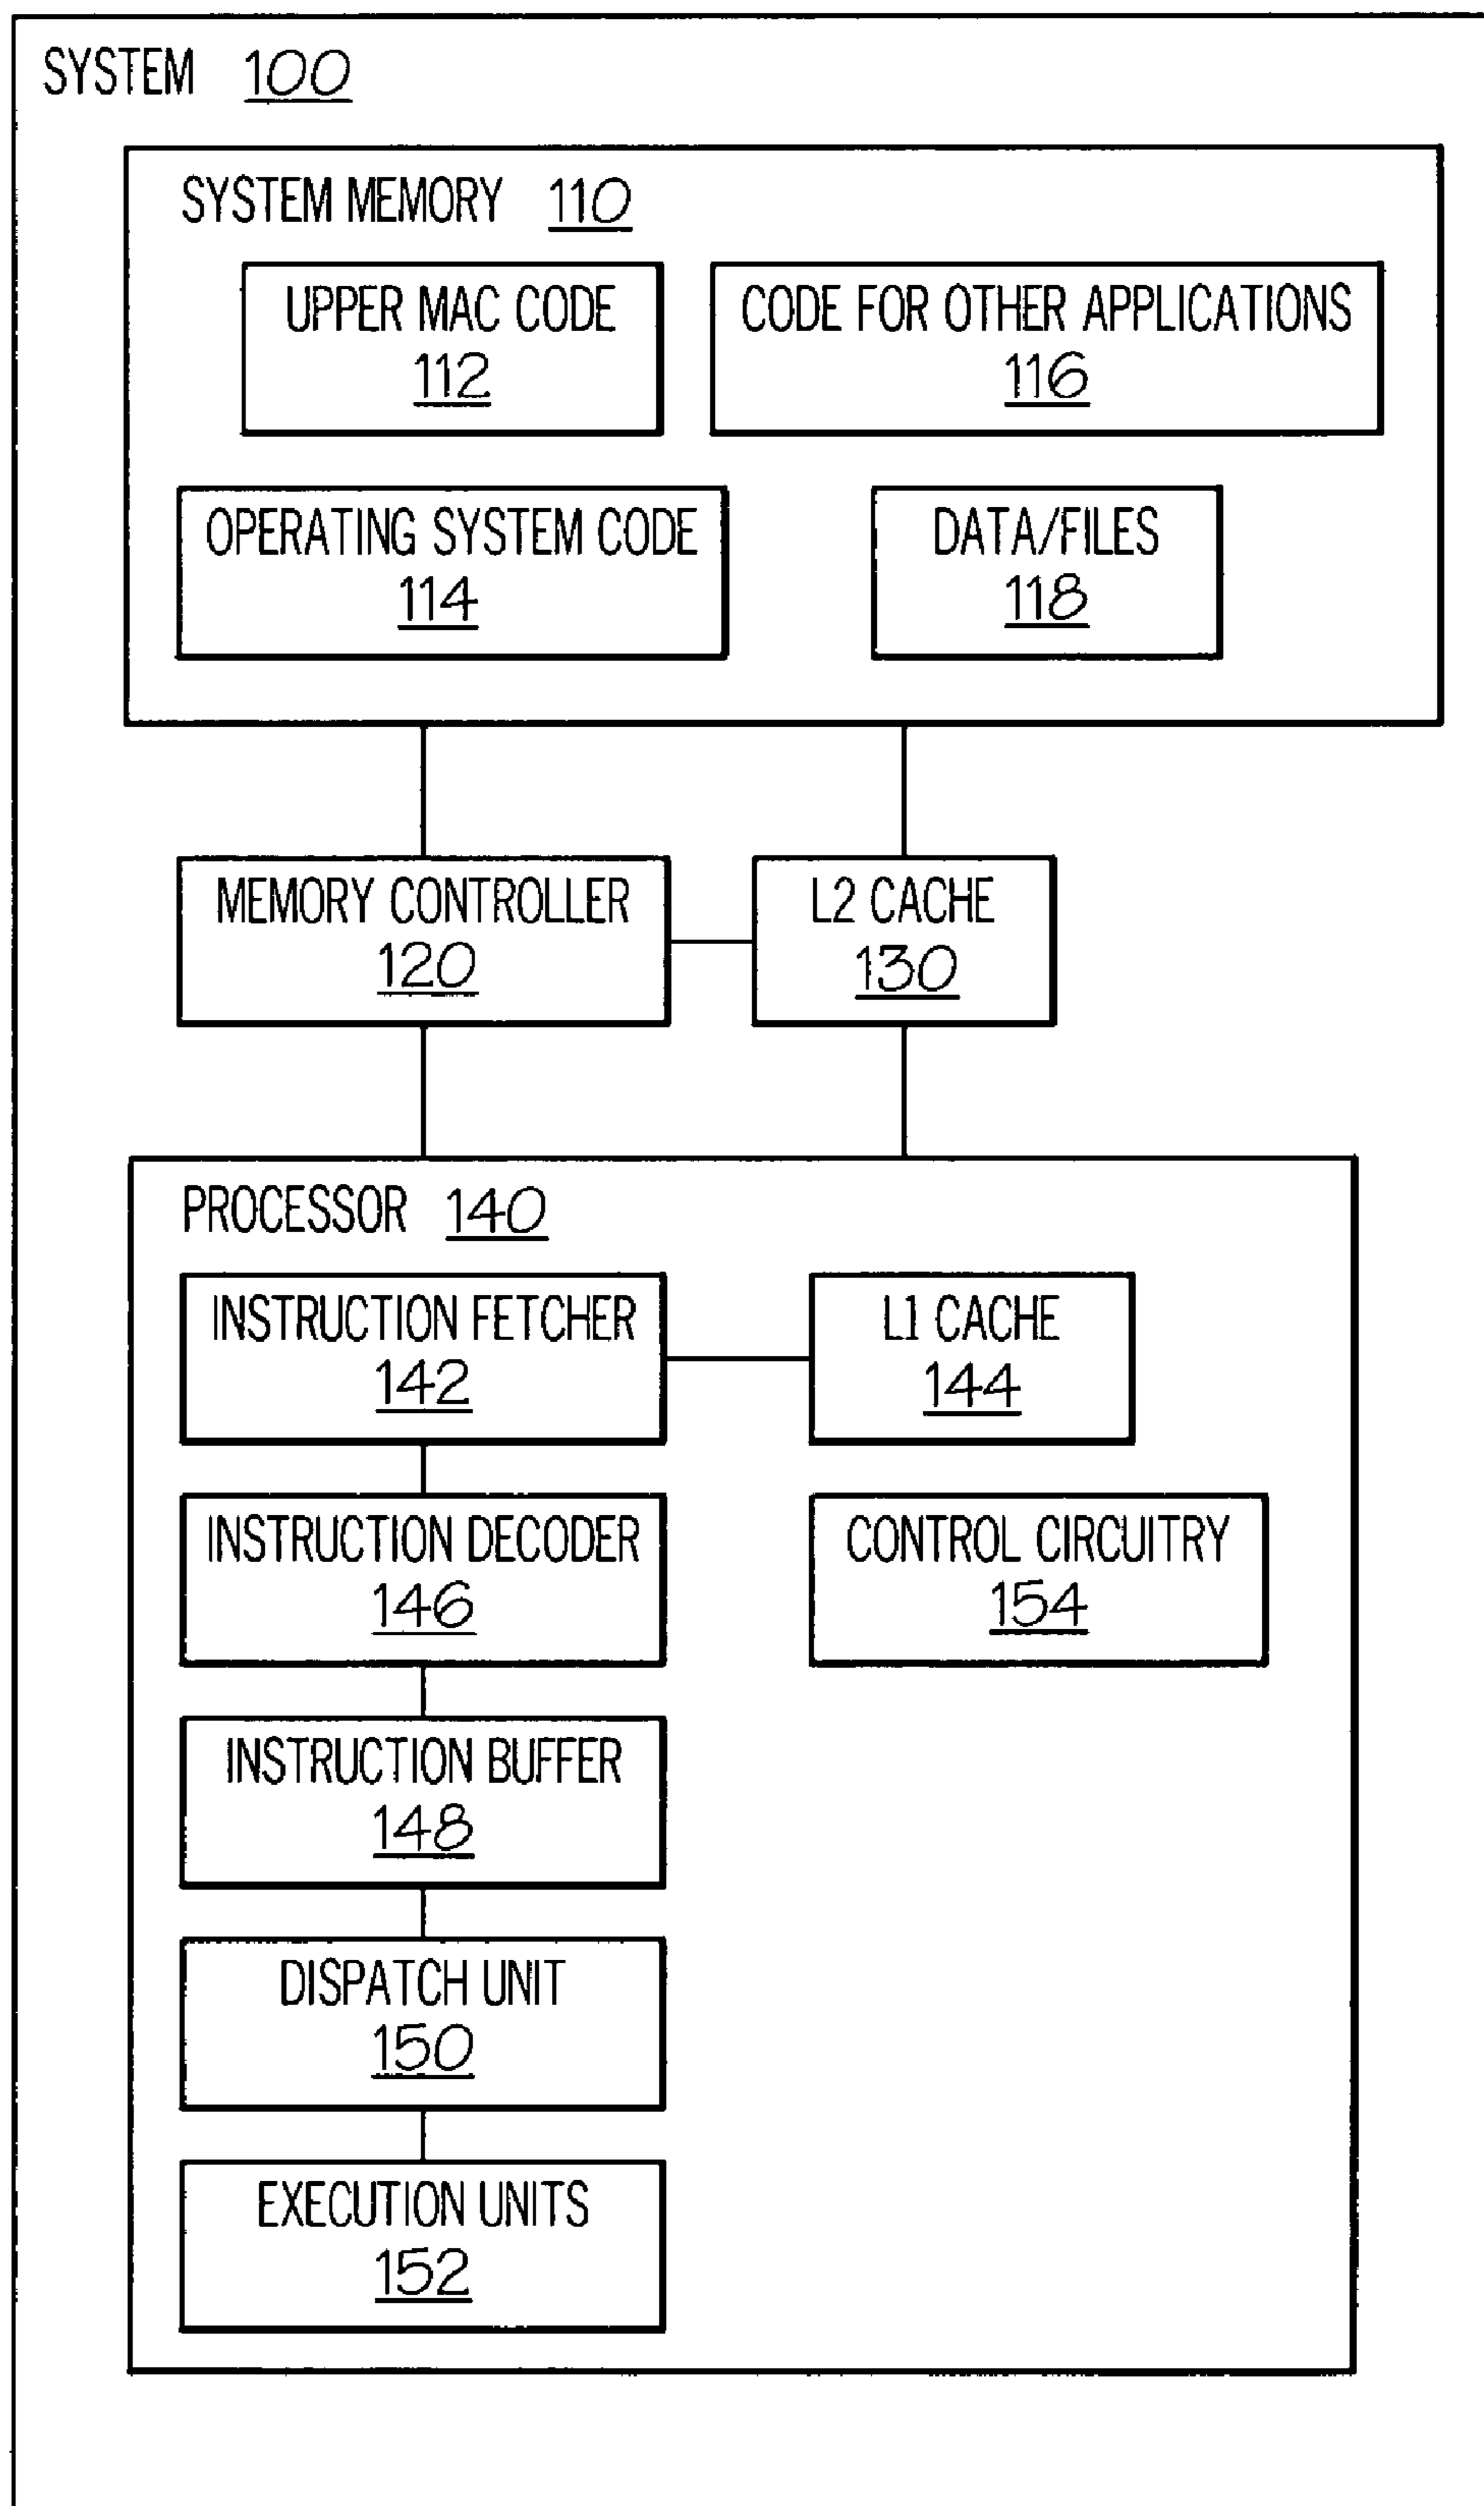 SYSTEM 100
SYSTEM MEMORY 110
UPPER MAC CODE
112
CODE FOR OTHER APPLICATIONS
116
OPERATING SYSTEM CODE
114
DATA/FILES
118
MEMORY CONTROLLER
120
L2 CACHE
130
PROCESSOR 140
INSTRUCTION FETCHER
142
L1 CACHE
144
INSTRUCTION DECODER
146
CONTROL CIRCUITRY
154
INSTRUCTION BUFFER
148
DISPATCH UNIT
150
EXECUTION UNITS
152